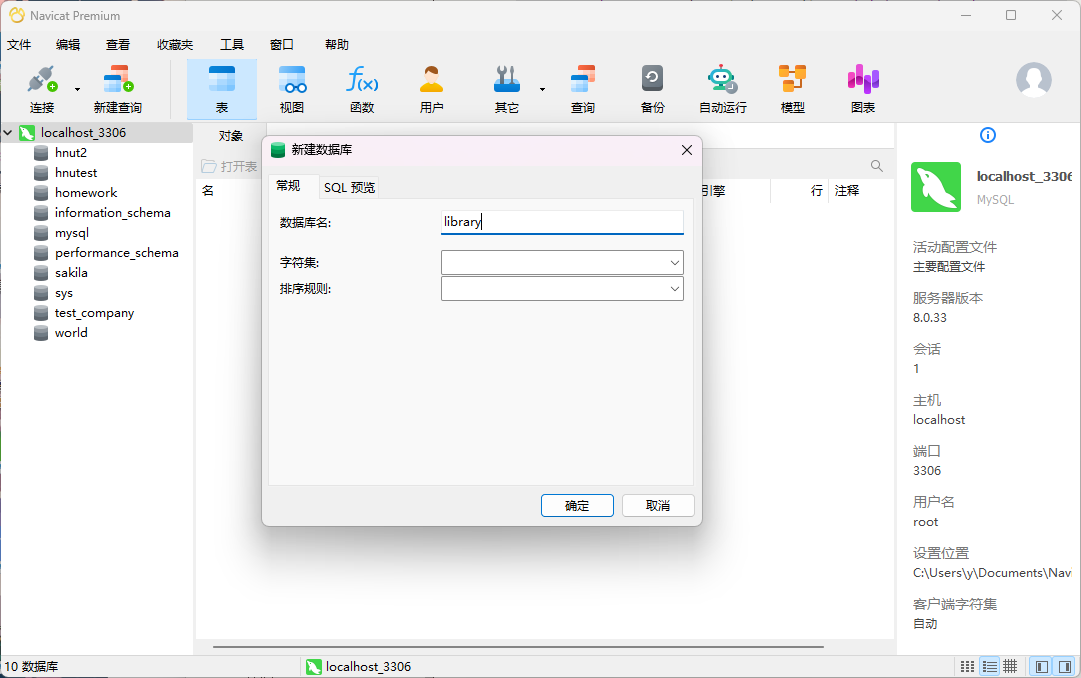 Navicat Premium
文件 编辑 查看 收藏夹 工具 窗口 帮助
连接 新建查询 表 视图 函数 用户 其它 查询 备份 自动运行 模型 图表
localhost_3306
hnut2
hnutest
homework
information_schema
mysql
performance_schema
sakila
sys
test_company
world
对象
打开表
名 引擎 行 注释
新建数据库
常规 SQL 预览
数据库名: library
字符集:
排序规则:
确定 取消
localhost_3306
MySQL
活动配置文件
主要配置文件
服务器版本
8.0.33
会话
1
主机
localhost
端口
3306
用户名
root
设置位置
C:\Users\y\Documents\Navi
客户端字符集
自动
10 数据库 localhost_3306